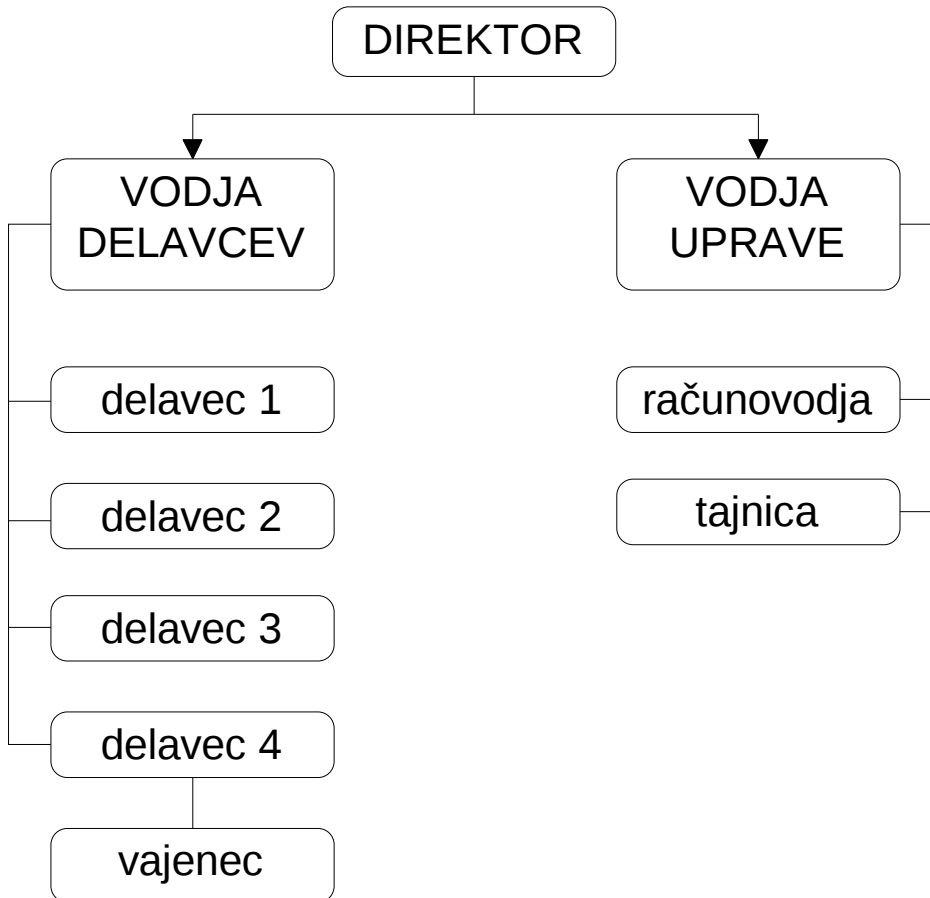 DIREKTOR
VODJA
DELAVCEV
VODJA
UPRAVE
delavec 1
delavec 2
delavec 3
delavec 4
vajenec
računovodja
tajnica